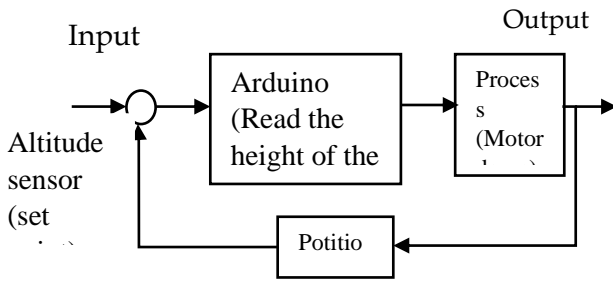 Input
Output
Arduino
(Read the
height of the
Proces
s
(Motor
Altitude
sensor
(set
Potitio